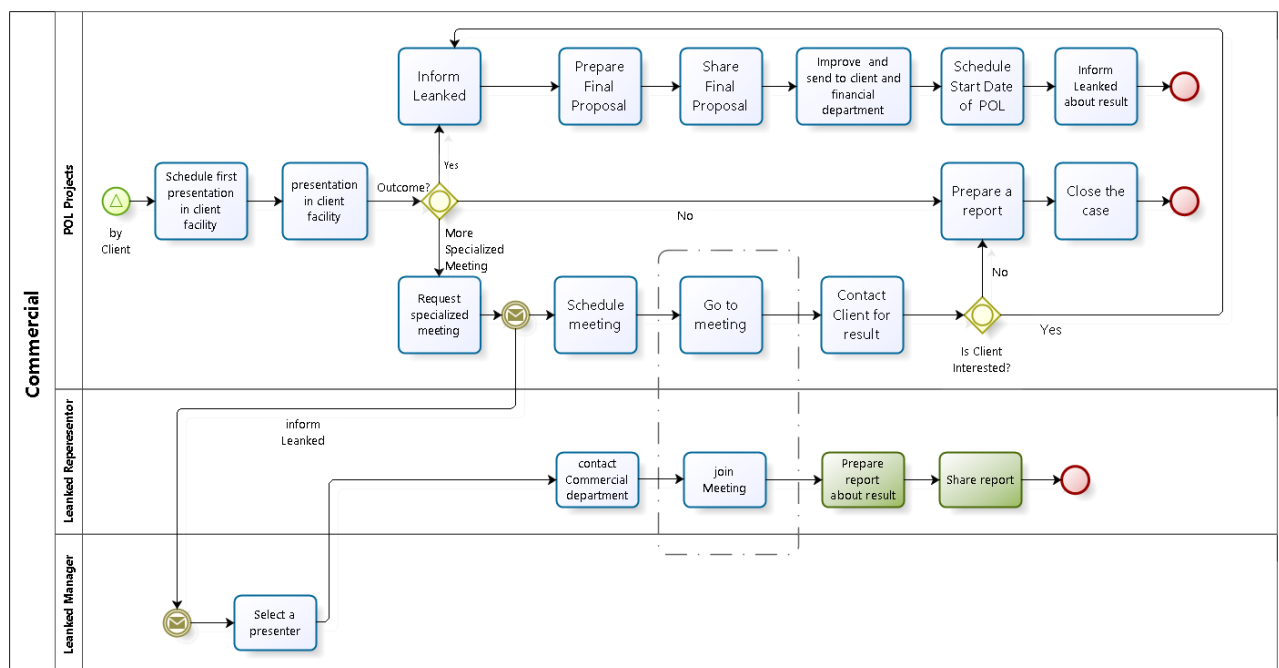 Commercial
POL Projects
Inform
Leanked
Prepare
Final
Proposal
Share
Final
Proposal
Improve and
send to client and
financial
department
Schedule
Start Date
of POL
Inform
Leanked
about result
Yes
by
Client
Schedule first
presentation
in client
facility
presentation
in client
facility
Outcome?
No
Prepare a
report
Close the
case
More
Specialized
Meeting
Request
specialized
meeting
Schedule
meeting
Go to
meeting
Contact
Client for
result
No
Yes
Is Client
Interested?
Leanked Reperesentor
inform
Leanked
contact
Commercial
department
join
Meeting
Prepare
report
about result
Share report
Leanked Manager
Select a
presenter